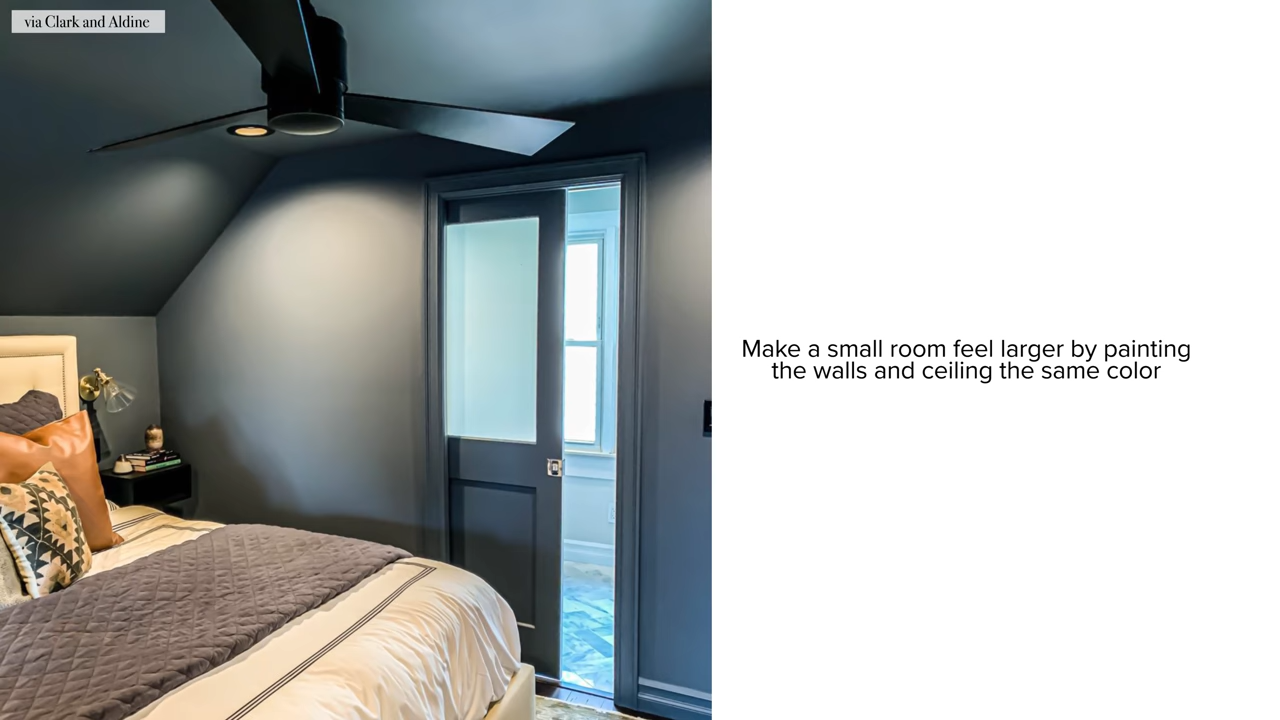 via Clark and Aldine
Make a small room feel larger by painting
the walls and ceiling the same color